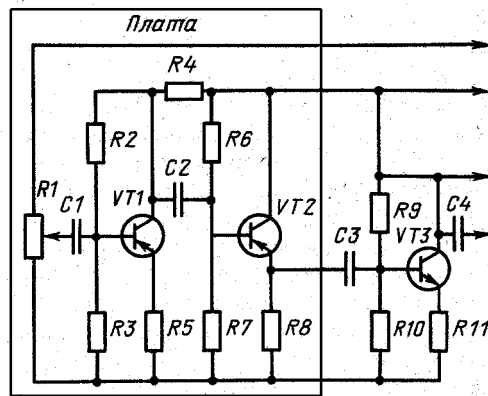 Плата
R4
R2
C2
R6
R1
C1
VT1
VT2
C3
R9
C4
VT3
R3
R5
R7
R8
R10
R11